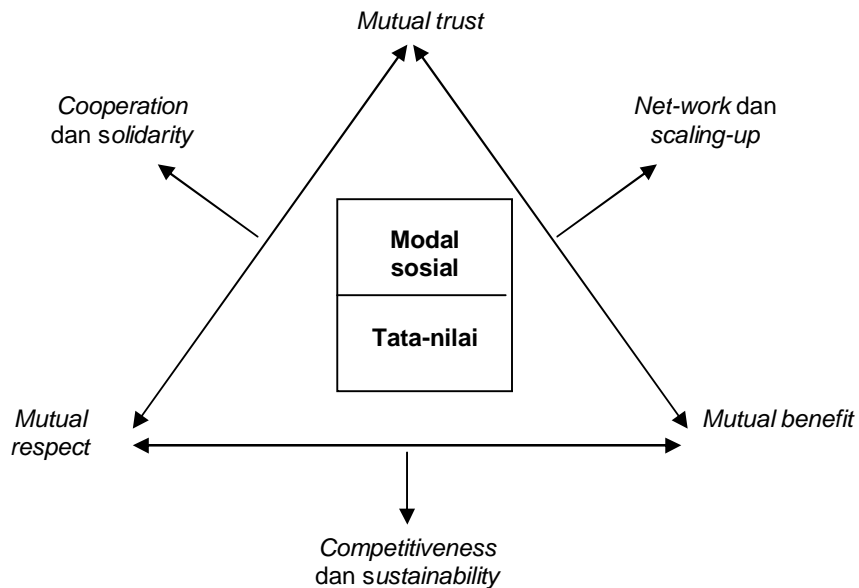 Mutual trust
Cooperation
dan solidarity
Net-work dan
scaling-up
Modal
sosial
Tata-nilai
Mutual
respect
Mutual benefit
Competitiveness
dan sustainability